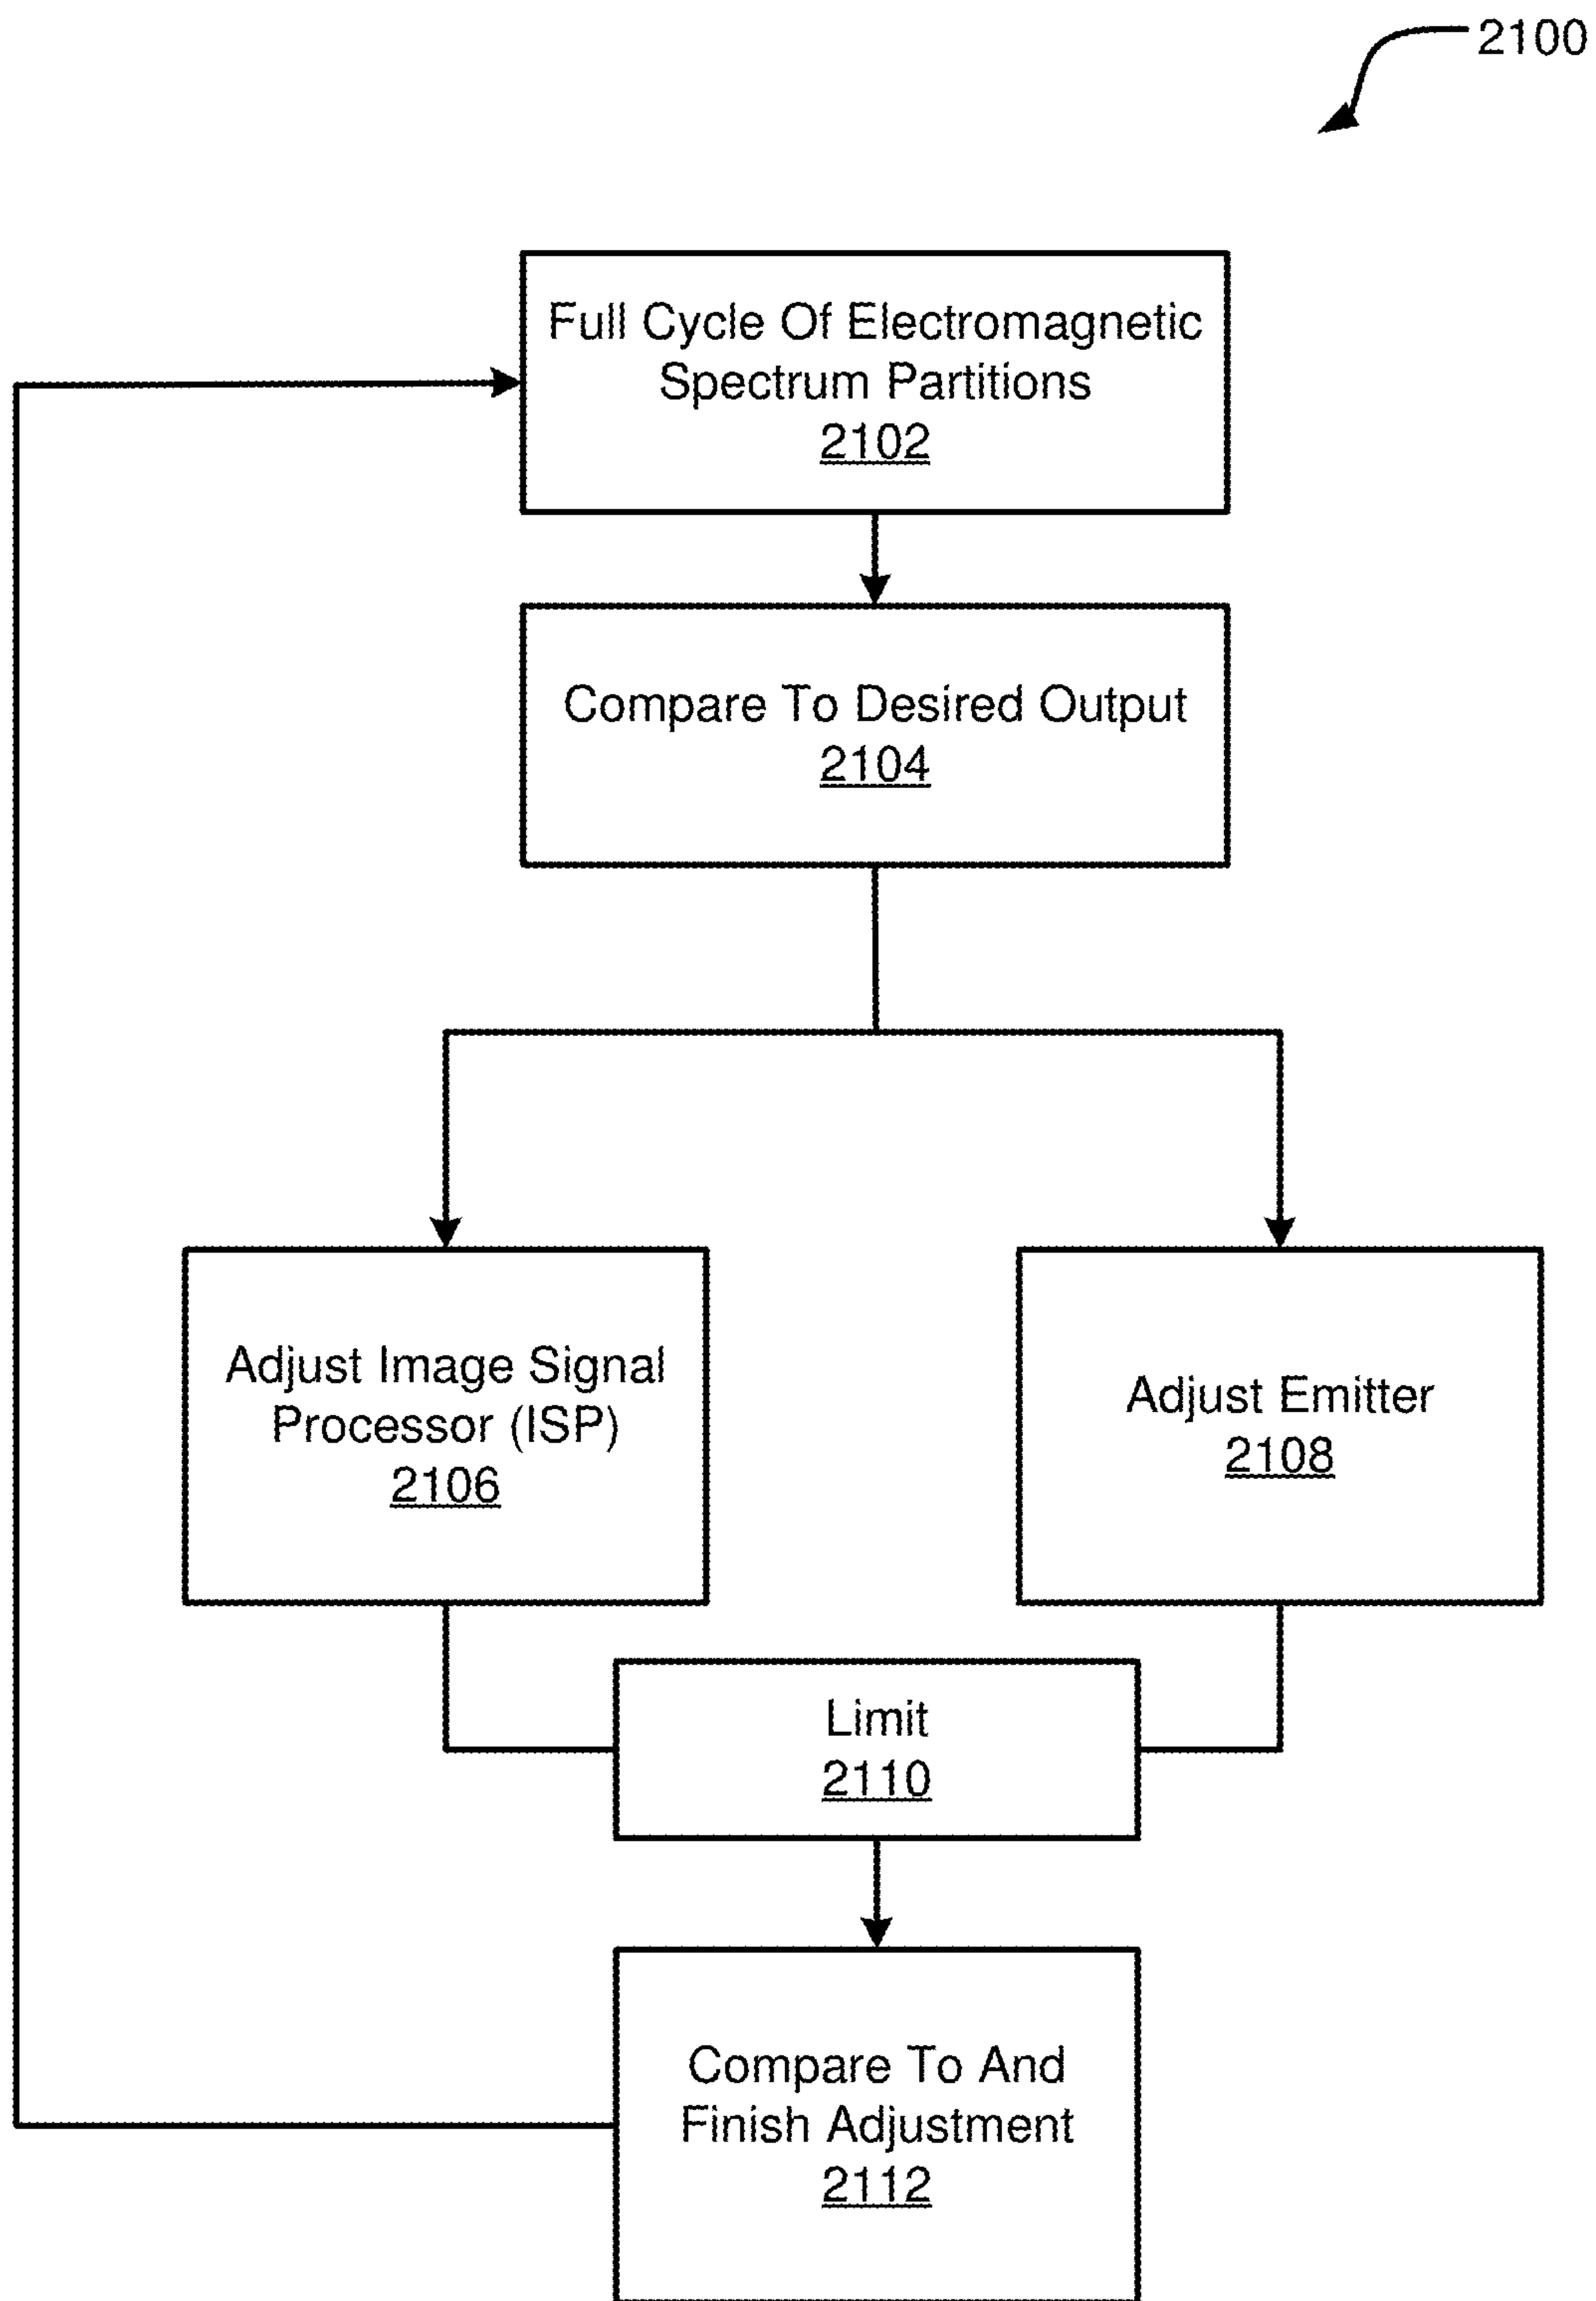 2100
Full Cycle Of Electromagnetic
Spectrum Partitions
2102
Compare To Desired Output
2104
Adjust Image Signal
Processor (ISP)
2106
Adjust Emitter
2108
Limit
2110
Compare To And
Finish Adjustment
2112